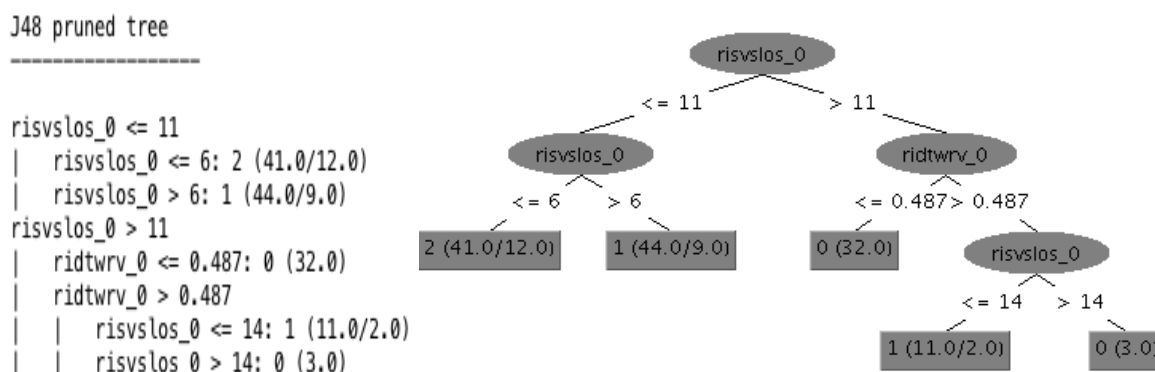 J48 pruned tree
------------------
risvslos_0 <= 11
|   risvslos_0 <= 6: 2 (41.0/12.0)
|   risvslos_0 > 6: 1 (44.0/9.0)
risvslos_0 > 11
|   ridtwrv_0 <= 0.487: 0 (32.0)
|   ridtwrv_0 > 0.487
|   |   risvslos_0 <= 14: 1 (11.0/2.0)
|   |   risvslos_0 > 14: 0 (3.0)
risvslos_0
<= 11 > 11
risvslos_0 ridtwrv_0
<= 6 > 6 <= 0.487 > 0.487
2 (41.0/12.0) 1 (44.0/9.0) 0 (32.0) risvslos_0
<= 14 > 14
1 (11.0/2.0) 0 (3.0)